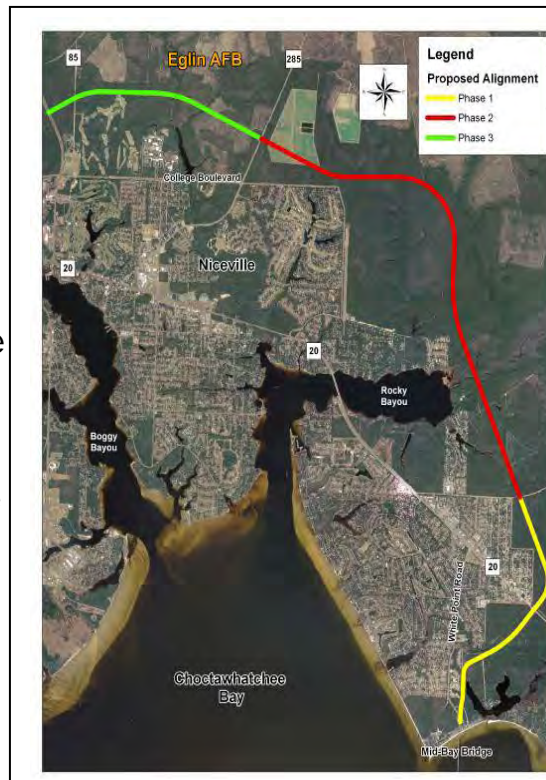 85
Eglin AFB
285
Legend
Proposed Alignment
Phase 1
Phase 2
Phase 3
College Boulevard
20
Niceville
20
Rocky
Bayou
Boggy
Bayou
e
20
White Point Road
Choctawhatchee
Bay
Mid-Bay Bridge